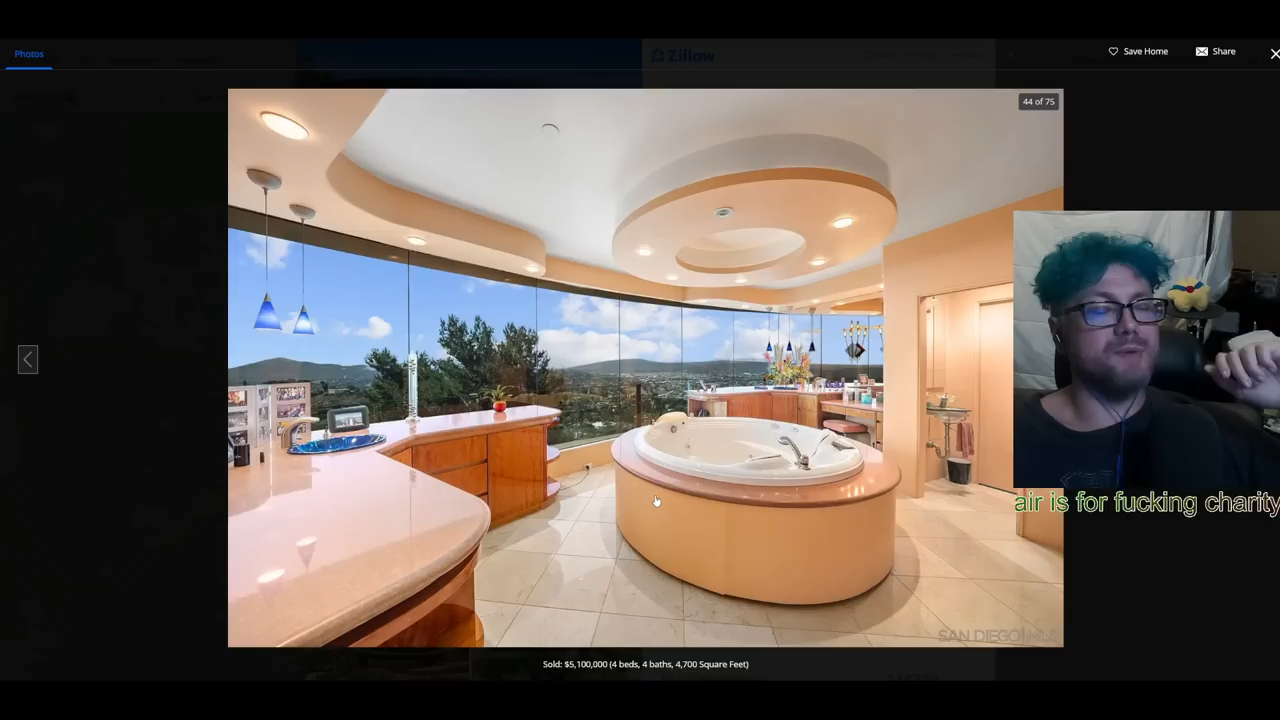 Photos
Zillow
Save Home
Share
44 of 75
air is for fucking charity
SAN DIEGO MLS
Sold: $5,100,000 (4 beds, 4 baths, 4,700 Square Feet)